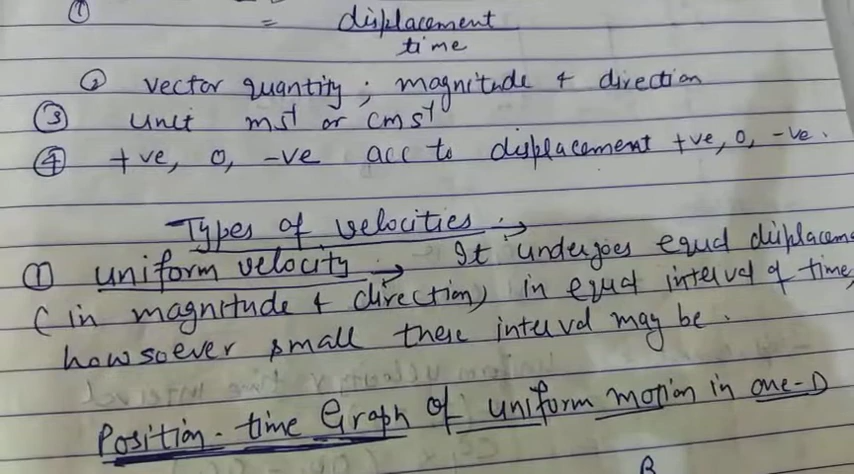 ① = displacement
time
② vector quantity; magnitude & direction
③ unit ms⁻¹ or cms⁻¹
④ +ve, 0, -ve acc to displacement +ve, 0, -ve.
Types of velocities →
① uniform velocity → It undergoes equal displacem
(in magnitude & direction) in equal interval of time,
howsoever small these interval may be.
Position-time Graph of uniform motion in one-D
B